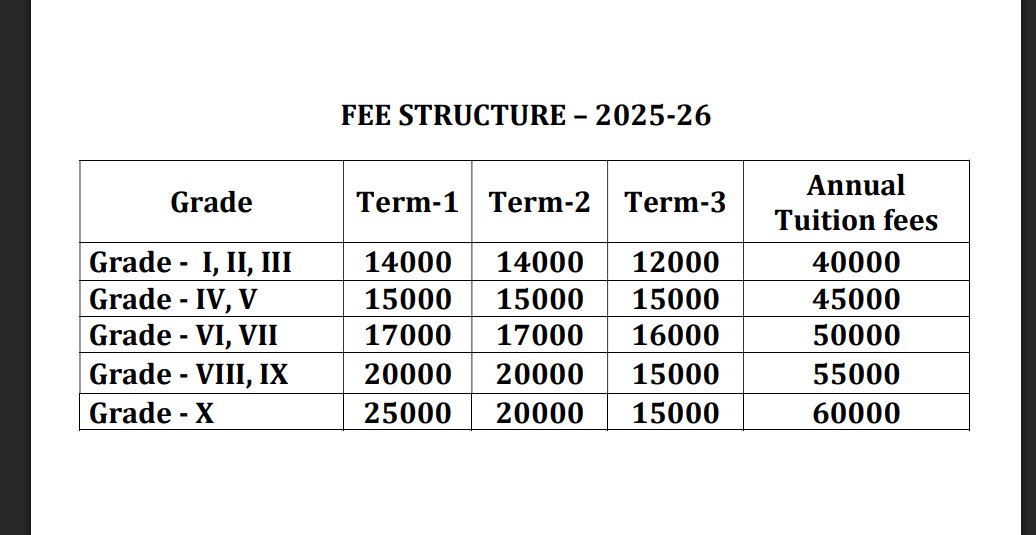 FEE STRUCTURE – 2025-26
Grade Term-1 Term-2 Term-3 Annual Tuition fees
Grade - I, II, III 14000 14000 12000 40000
Grade - IV, V 15000 15000 15000 45000
Grade - VI, VII 17000 17000 16000 50000
Grade - VIII, IX 20000 20000 15000 55000
Grade - X 25000 20000 15000 60000